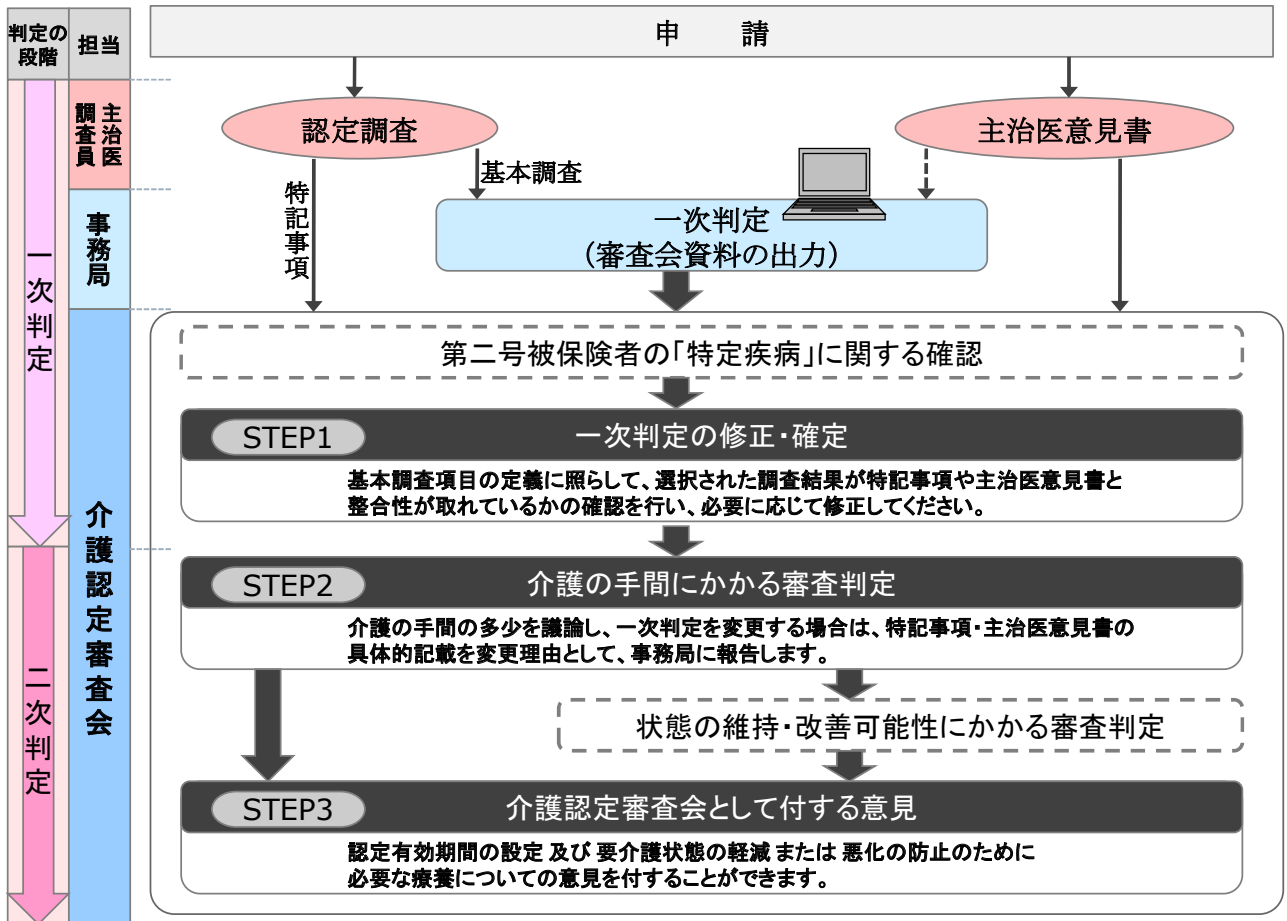 判定の
段階
担当
申　請
一次判定
二次判定
主治医
調査員
事務局
介護認定審査会
認定調査
主治医意見書
基本調査
特記事項
一次判定
（審査会資料の出力）
第二号被保険者の「特定疾病」に関する確認
STEP1
一次判定の修正・確定
基本調査項目の定義に照らして、選択された調査結果が特記事項や主治医意見書と
整合性が取れているかの確認を行い、必要に応じて修正してください。
STEP2
介護の手間にかかる審査判定
介護の手間の多少を議論し、一次判定を変更する場合は、特記事項・主治医意見書の
具体的記載を変更理由として、事務局に報告します。
状態の維持・改善可能性にかかる審査判定
STEP3
介護認定審査会として付する意見
認定有効期間の設定 及び 要介護状態の軽減 または 悪化の防止のために
必要な療養についての意見を付することができます。